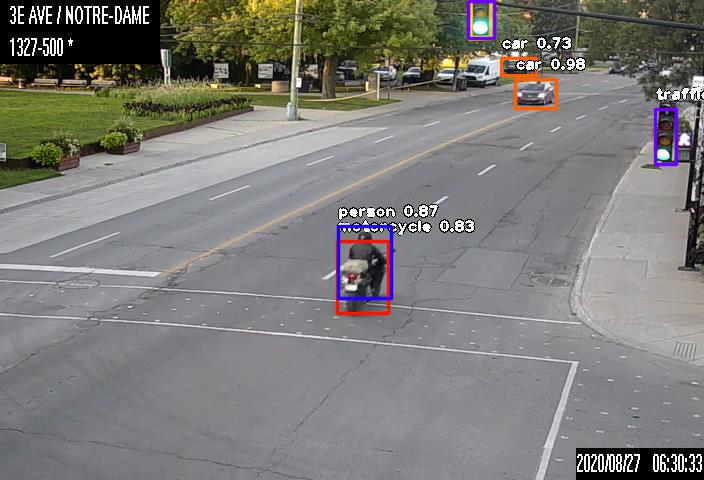 3E AVE / NOTRE-DAME
1327-500 *
car 0.73
car 0.98
traffic
person 0.87
motorcycle 0.83
2020/08/27 06:30:33